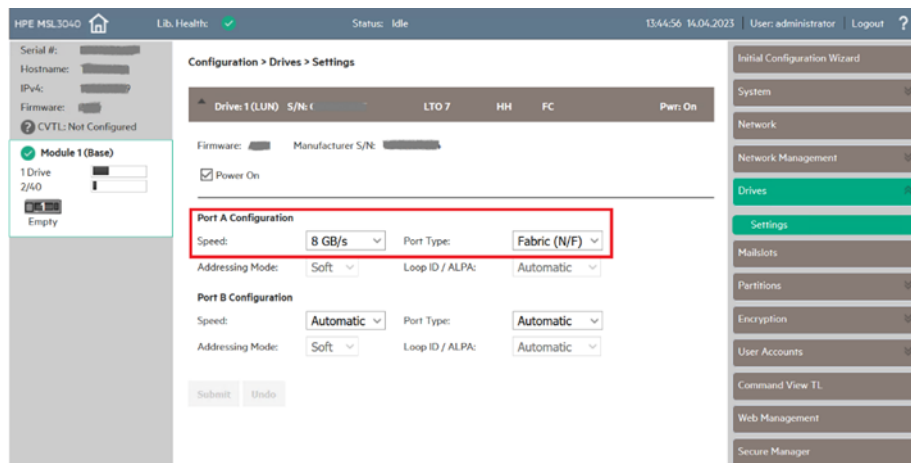 HPE MSL3040 Lib. Health: Status: Idle 13:44:56 14.04.2023 User: administrator Logout ?
Serial #:
Hostname:
IPv4:
Firmware:
? CVTL: Not Configured
Module 1 (Base)
1 Drive
2/40
Empty
Configuration > Drives > Settings
Drive: 1 (LUN) S/N: ( LTO 7 HH FC Pwr: On
Firmware: Manufacturer S/N:
Power On
Port A Configuration
Speed: 8 GB/s Port Type: Fabric (N/F)
Addressing Mode: Soft Loop ID / ALPA: Automatic
Port B Configuration
Speed: Automatic Port Type: Automatic
Addressing Mode: Soft Loop ID / ALPA: Automatic
Submit Undo
Initial Configuration Wizard
System
Network
Network Management
Drives
Settings
Mailslots
Partitions
Encryption
User Accounts
Command View TL
Web Management
Secure Manager